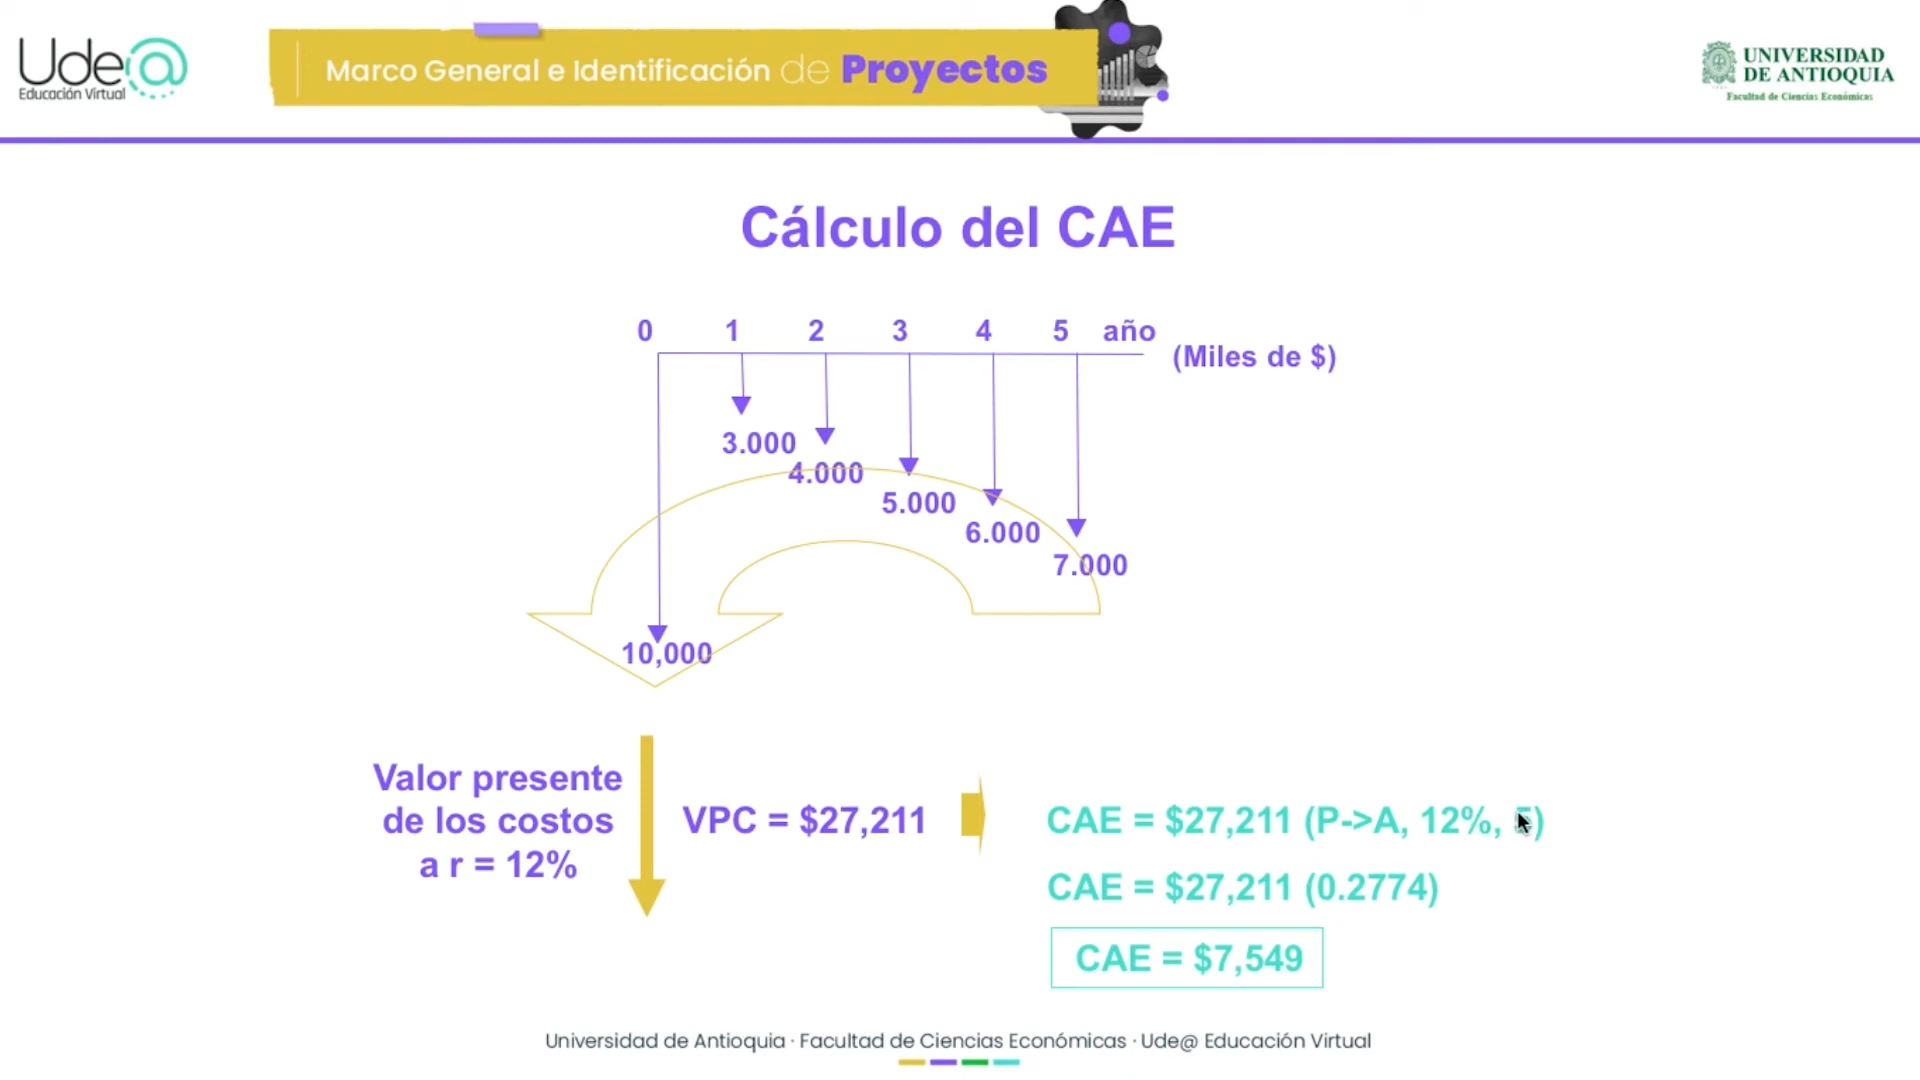 Ude@
Educación Virtual
Marco General e Identificación de Proyectos
UNIVERSIDAD
DE ANTIOQUIA
Facultad de Ciencias Económicas
Cálculo del CAE
0 1 2 3 4 5 año
(Miles de $)
3.000
4.000
5.000
6.000
7.000
10,000
Valor presente
de los costos
a r = 12%
VPC = $27,211
CAE = $27,211 (P->A, 12%, 5)
CAE = $27,211 (0.2774)
CAE = $7,549
Universidad de Antioquia · Facultad de Ciencias Económicas · Ude@ Educación Virtual